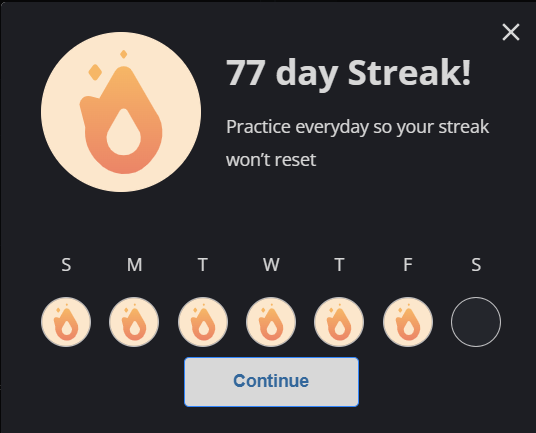 77 day Streak!
Practice everyday so your streak
won’t reset
S M T W T F S
Continue